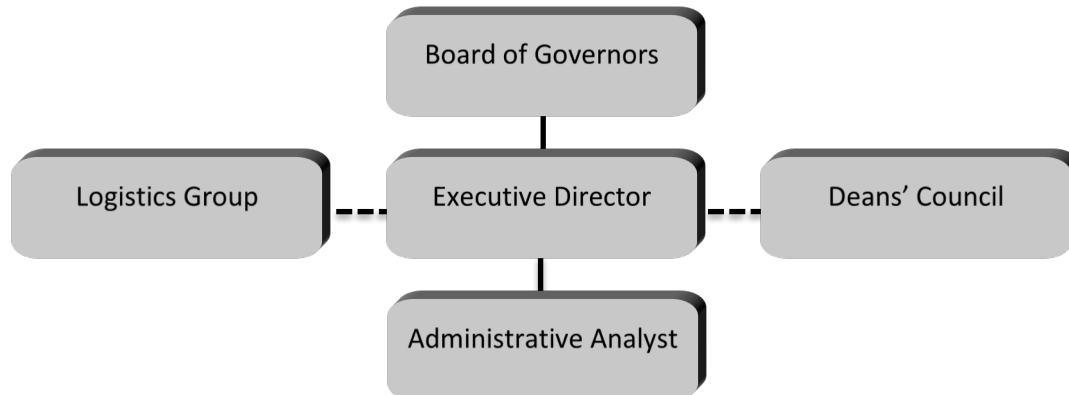 Board of Governors
Logistics Group
Executive Director
Deans’ Council
Administrative Analyst